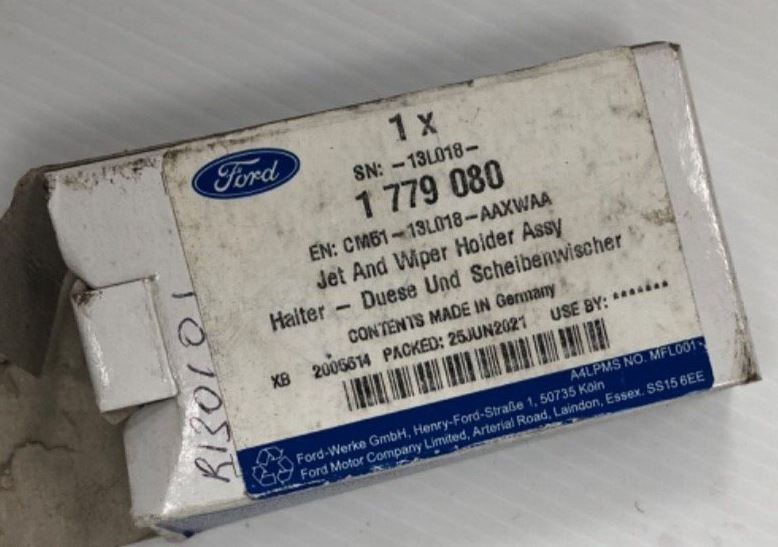 1 x
Ford
SN: -13L018-
1 779 080
EN: CM51-13L018-AAXWAA
Jet And Wiper Holder Assy
Halter - Duese Und Scheibenwischer
CONTENTS MADE IN Germany
XB 2005614 PACKED: 25JUN2021 USE BY: *******
A4LPMS NO. MFL001
Ford-Werke GmbH, Henry-Ford-Straße 1, 50735 Köln
Ford Motor Company Limited, Arterial Road, Laindon, Essex. SS15 6EE
R130101